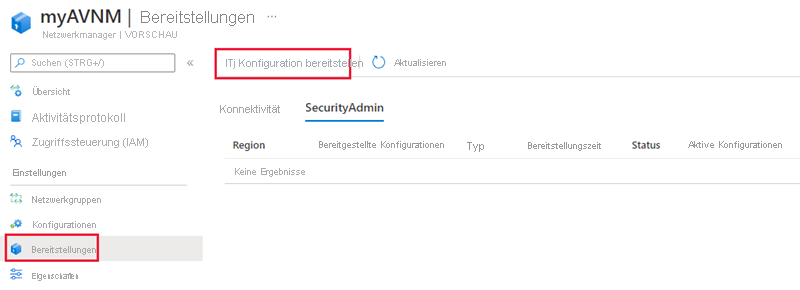 myAVNM | Bereitstellungen ...
Netzwerkmanager | VORSCHAU
Suchen (STRG+/) «
ITj Konfiguration bereitstellen Aktualisieren
Übersicht
Aktivitätsprotokoll
Zugriffssteuerung (IAM)
Konnektivität SecurityAdmin
Region Bereitgestellte Konfigurationen Typ Bereitstellungszeit Status Aktive Konfigurationen
Keine Ergebnisse
Einstellungen
Netzwerkgruppen
Konfigurationen
Bereitstellungen
Eigenschaften